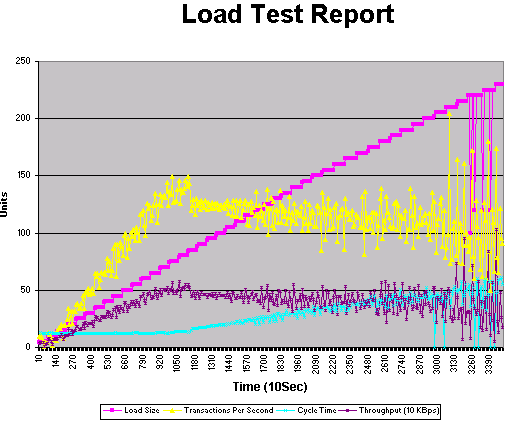 Load Test Report
250
200
150
100
50
0
Units
10 140 270 400 530 660 790 920 1050 1180 1310 1440 1570 1700 1830 1960 2090 2220 2350 2480 2610 2740 2870 3000 3130 3260 3390
Time (10Sec)
Load Size Transactions Per Second Cycle Time Throughput (10 KBps)